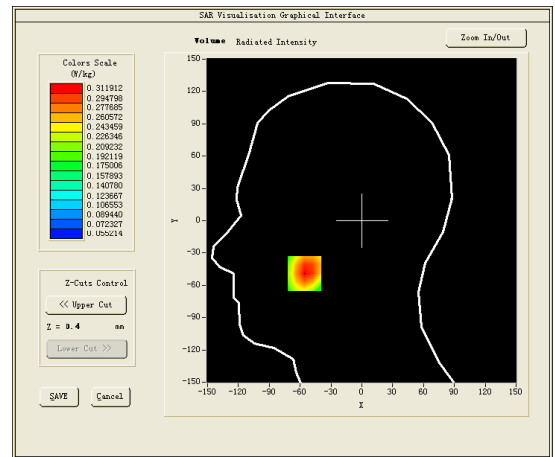 SAR Visualisation Graphical Interface
Volume Radiated Intensity
Zoom In/Out
Colors Scale
(W/kg)
0.311912
0.294798
0.277685
0.260572
0.243459
0.226346
0.209232
0.192119
0.175006
0.157893
0.140780
0.123667
0.106553
0.089440
0.072327
0.055214
Z-Cuts Control
<< Upper Cut
Z = 0.4 mm
Lower Cut >>
SAVE Cancel
150
120
90
60
30
0
-30
-60
-90
-120
-150
Y
-150 -120 -90 -60 -30 0 30 60 90 120 150
X